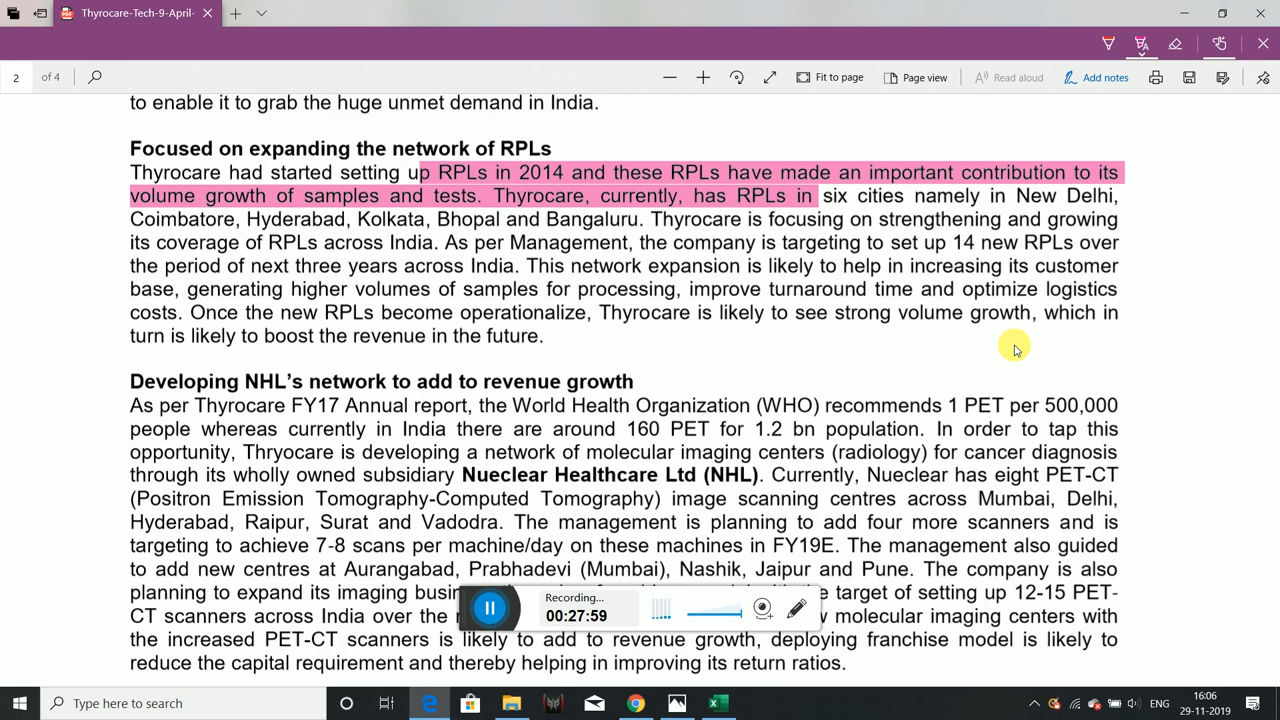 Thyrocare-Tech-9-April-
2 of 4 Fit to page Page view Read aloud Add notes
to enable it to grab the huge unmet demand in India.
Focused on expanding the network of RPLs
Thyrocare had started setting up RPLs in 2014 and these RPLs have made an important contribution to its
volume growth of samples and tests. Thyrocare, currently, has RPLs in six cities namely in New Delhi,
Coimbatore, Hyderabad, Kolkata, Bhopal and Bangaluru. Thyrocare is focusing on strengthening and growing
its coverage of RPLs across India. As per Management, the company is targeting to set up 14 new RPLs over
the period of next three years across India. This network expansion is likely to help in increasing its customer
base, generating higher volumes of samples for processing, improve turnaround time and optimize logistics
costs. Once the new RPLs become operationalize, Thyrocare is likely to see strong volume growth, which in
turn is likely to boost the revenue in the future.
Developing NHL's network to add to revenue growth
As per Thyrocare FY17 Annual report, the World Health Organization (WHO) recommends 1 PET per 500,000
people whereas currently in India there are around 160 PET for 1.2 bn population. In order to tap this
opportunity, Thryocare is developing a network of molecular imaging centers (radiology) for cancer diagnosis
through its wholly owned subsidiary Nueclear Healthcare Ltd (NHL). Currently, Nueclear has eight PET-CT
(Positron Emission Tomography-Computed Tomography) image scanning centres across Mumbai, Delhi,
Hyderabad, Raipur, Surat and Vadodra. The management is planning to add four more scanners and is
targeting to achieve 7-8 scans per machine/day on these machines in FY19E. The management also guided
to add new centres at Aurangabad, Prabhadevi (Mumbai), Nashik, Jaipur and Pune. The company is also
planning to expand its imaging the target of setting up 12-15 PET-
CT scanners across India over the molecular imaging centers with
the increased PET-CT scanners is likely to add to revenue growth, deploying franchise model is likely to
reduce the capital requirement and thereby helping in improving its return ratios.
Recording...
00:27:59
Type here to search
ENG
16:06
29-11-2019